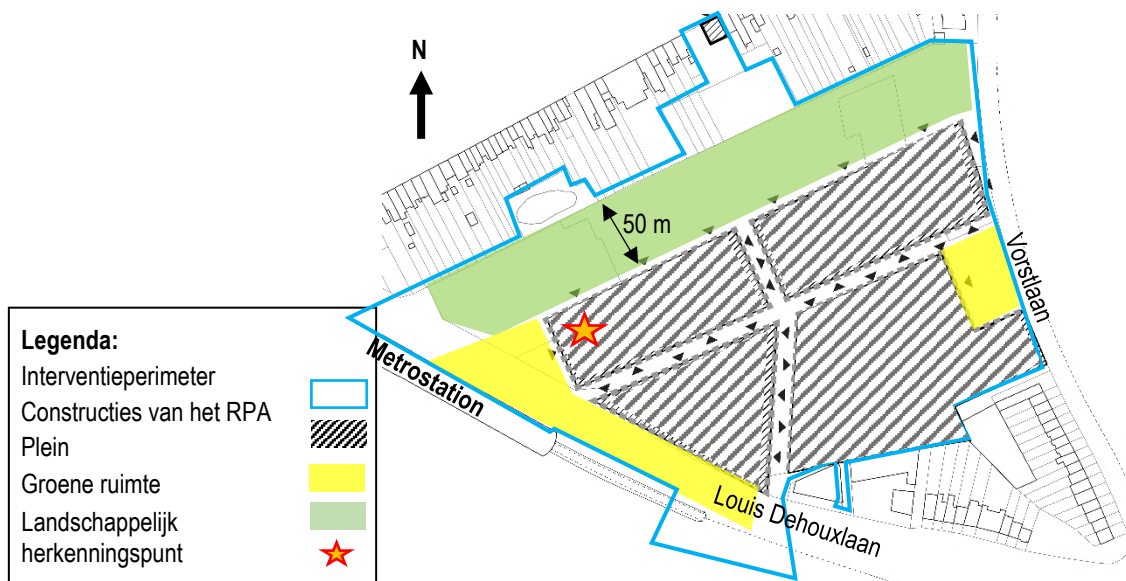 N
50 m
Vorstlaan
Metrostation
Louis Dehouxlaan
Legenda:
Interventieperimeter
Constructies van het RPA
Plein
Groene ruimte
Landschappelijk
herkenningspunt